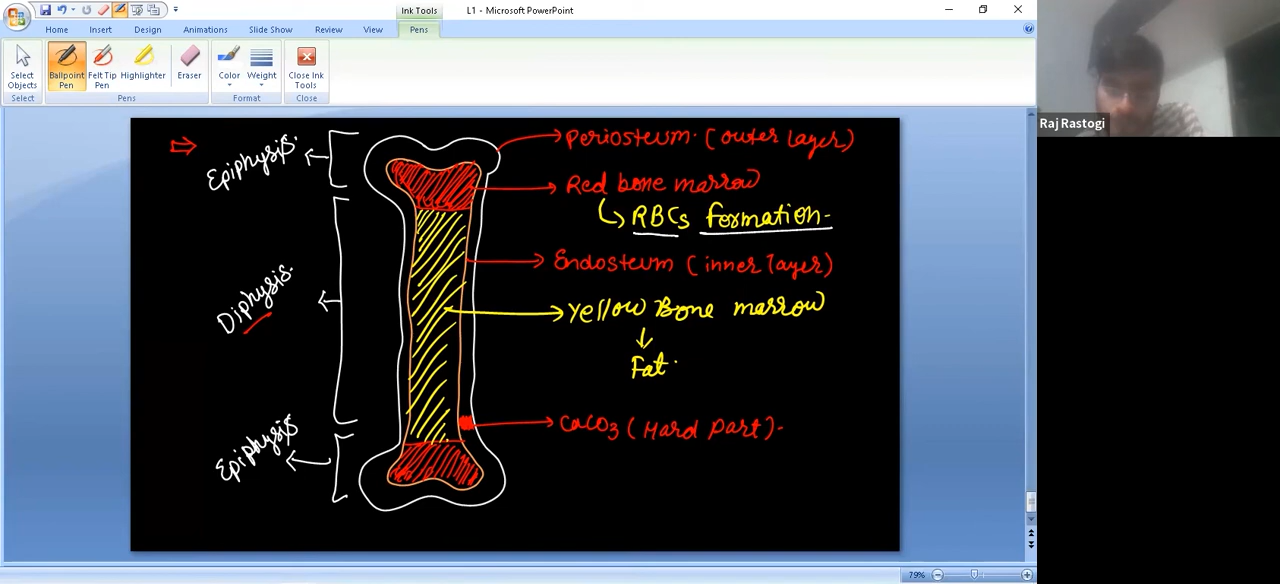 Ink Tools
L1 - Microsoft PowerPoint
Home Insert Design Animations Slide Show Review View Pens
Select Objects
Ballpoint Pen
Felt Tip Pen
Highlighter
Eraser
Color
Weight
Close Ink Tools
Select
Pens
Format
Close
Raj Rastogi
Epiphysis.
Periosteum. (outer layer)
Red bone marrow
RBCs formation.
Endosteum (inner layer)
Diphysis.
Yellow Bone marrow
Fat.
CaCO3 (Hard part).
Epiphysis
79%